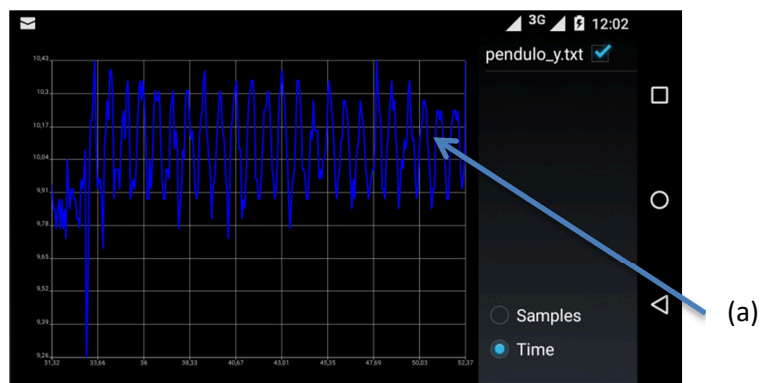 3G 12:02
pendulo_y.txt
10,43
10,3
10,17
10,04
9,91
9,78
9,65
9,52
9,39
9,26
31,32 33,66 36 38,33 40,67 43,01 45,35 47,69 50,03 52,37
Samples
Time
(a)